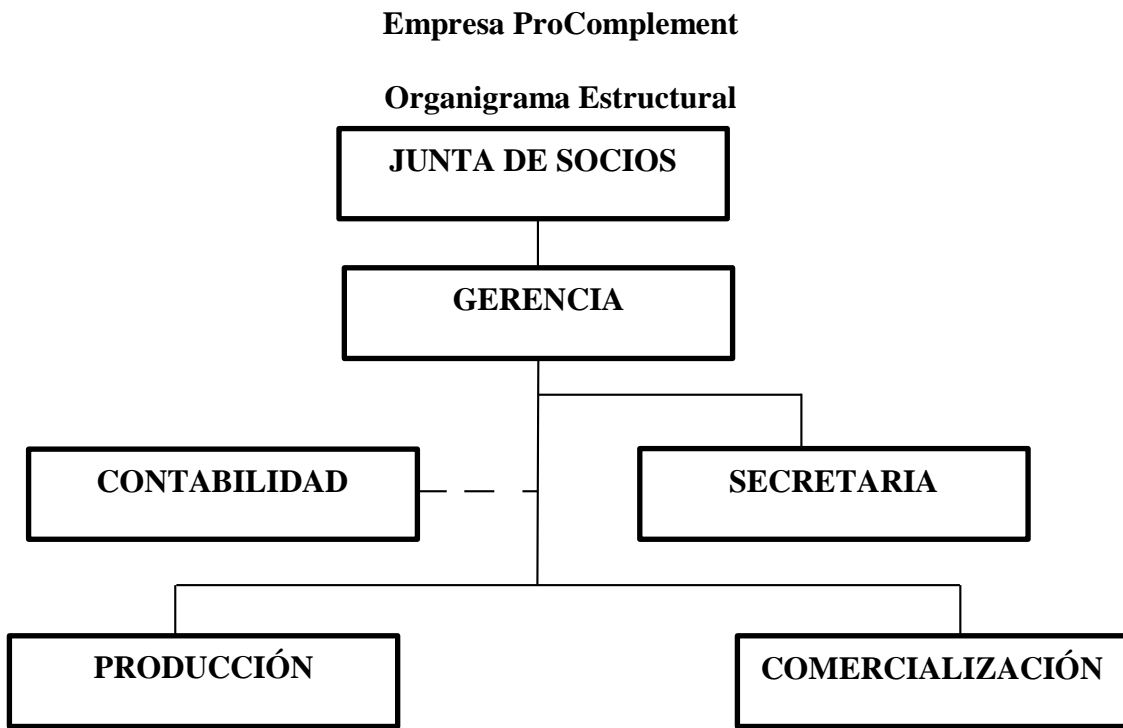 Empresa ProComplement
Organigrama Estructural
JUNTA DE SOCIOS
GERENCIA
CONTABILIDAD
SECRETARIA
PRODUCCIÓN
COMERCIALIZACIÓN